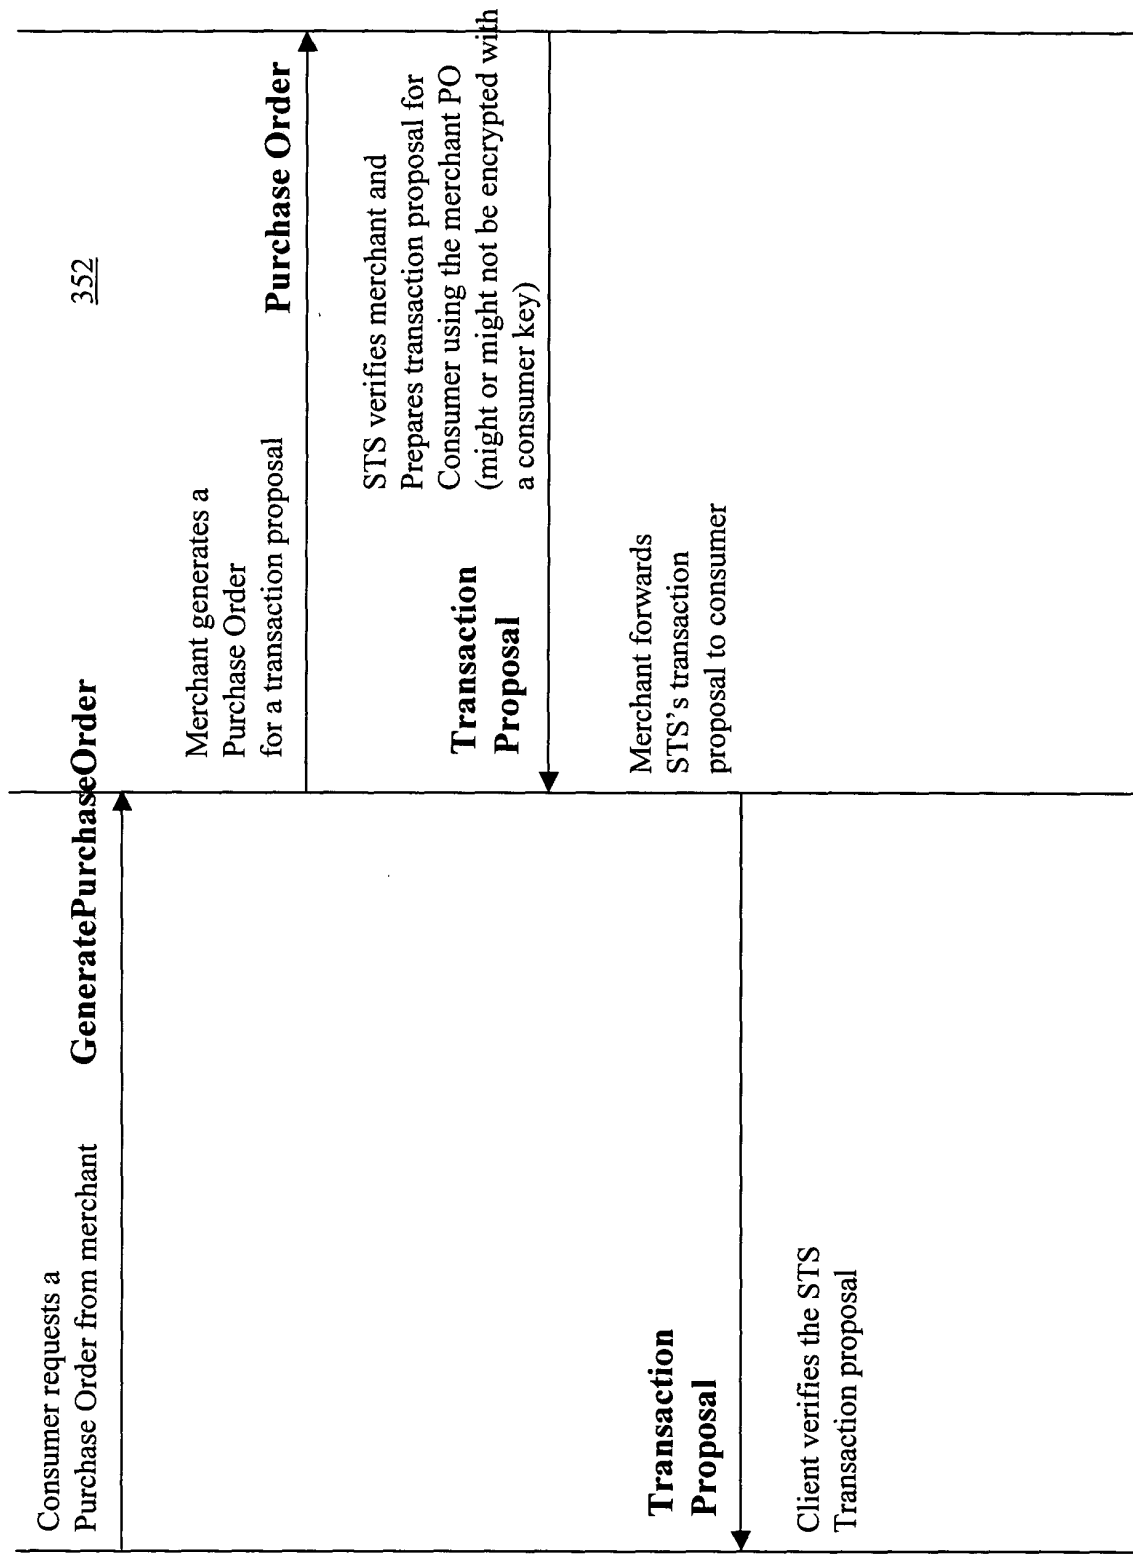 Consumer requests a
Purchase Order from merchant
GeneratePurchaseOrder
352
Merchant generates a
Purchase Order
for a transaction proposal
Purchase Order
STS verifies merchant and
Prepares transaction proposal for
Consumer using the merchant PO
(might or might not be encrypted with
a consumer key)
Transaction
Proposal
Merchant forwards
STS's transaction
proposal to consumer
Transaction
Proposal
Client verifies the STS
Transaction proposal